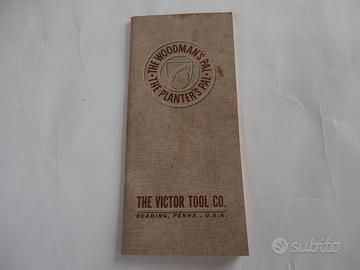 THE WOODMAN'S PAL
THE PLANTER'S PAL
THE VICTOR TOOL CO.
READING, PENNA., U.S.A.
subito